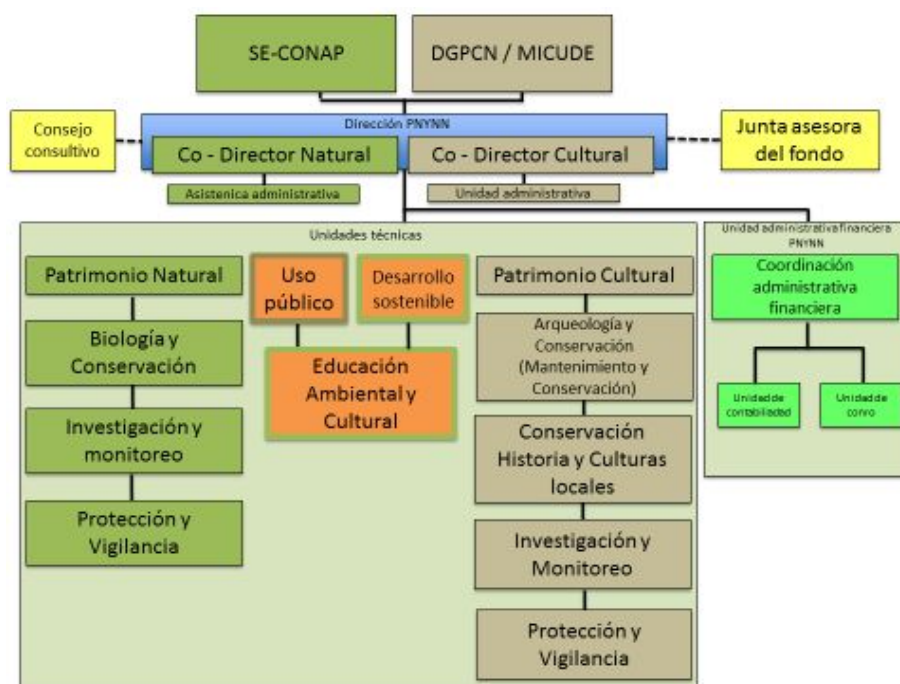 SE-CONAP
DGPCN / MICUDE
Dirección PNYNN
Consejo
consultivo
Junta asesora
del fondo
Co - Director Natural
Co - Director Cultural
Asistenica administrativa
Unidad administrativa
Unidades técnicas
Unidad administrativa financiera
PNYNN
Patrimonio Natural
Uso
público
Desarrollo
sostenible
Patrimonio Cultural
Coordinación
administrativa
financiera
Biología y
Conservación
Educación
Ambiental y
Cultural
Arqueología y
Conservación
(Mantenimiento y
Conservación)
Unidad de
contabilidad
Unidad de
conro
Investigación y
monitoreo
Conservación
Historia y Culturas
locales
Protección y
Vigilancia
Investigación y
Monitoreo
Protección y
Vigilancia